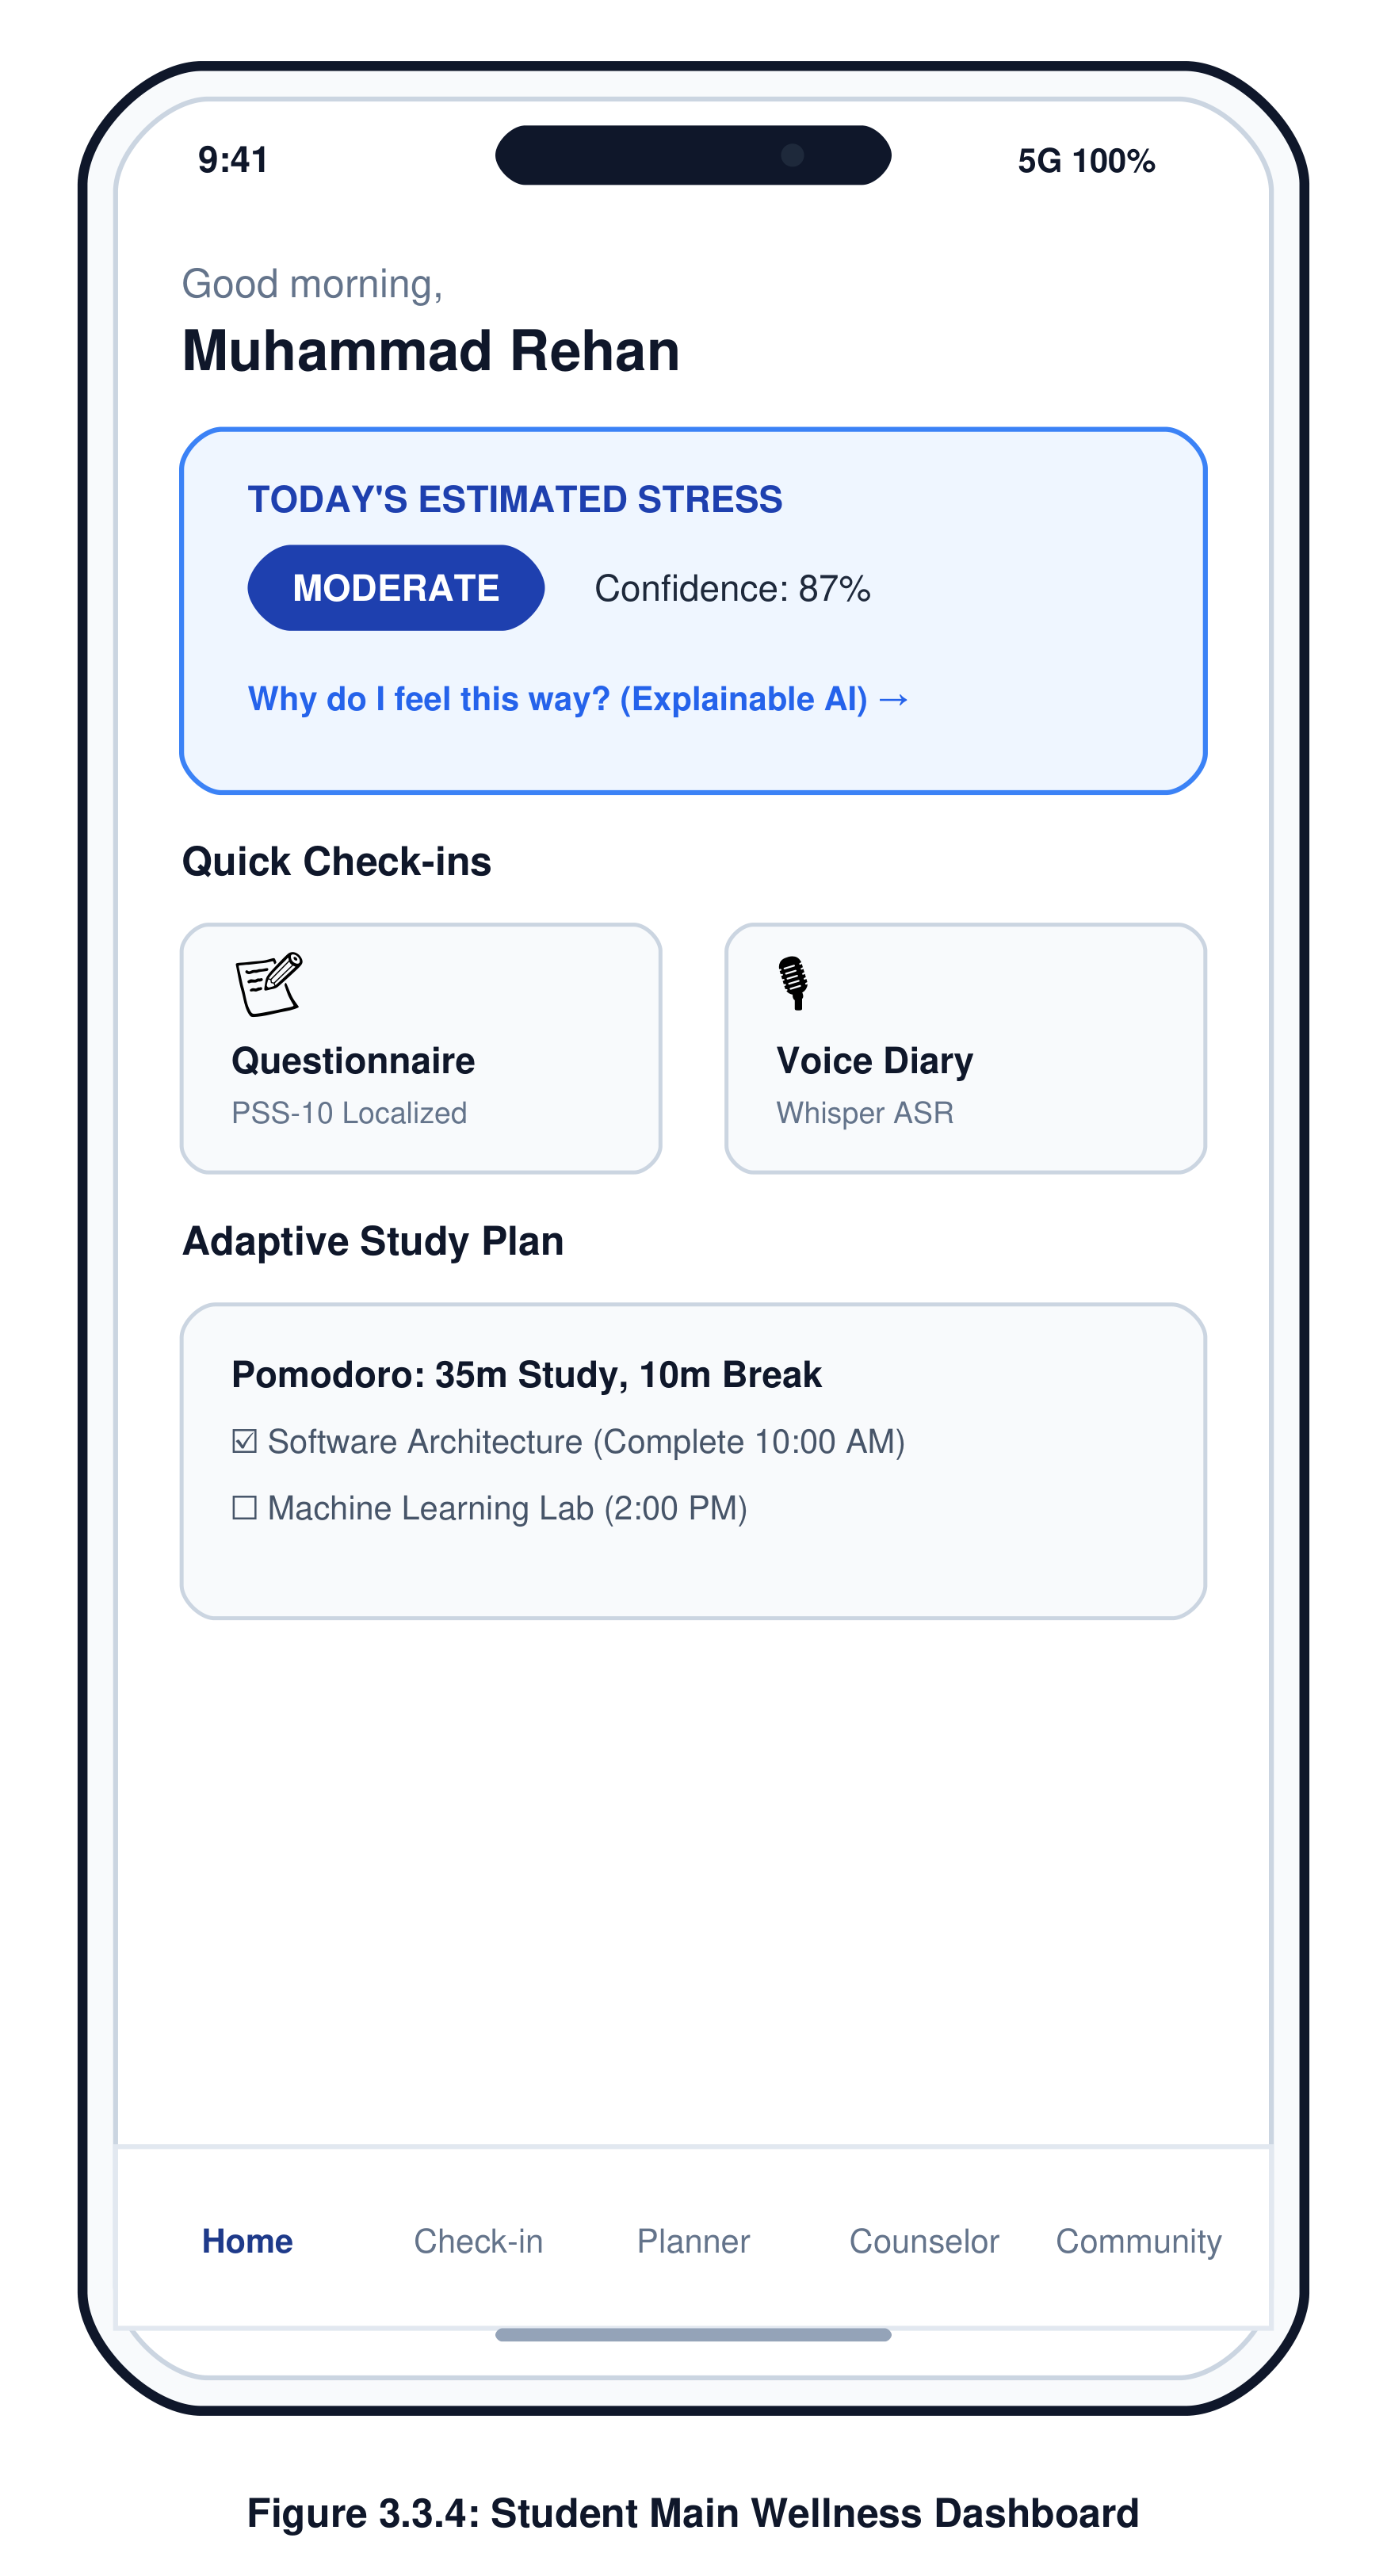 9:41
5G 100%
Good morning,
Muhammad Rehan
TODAY'S ESTIMATED STRESS
MODERATE
Confidence: 87%
Why do I feel this way? (Explainable AI) →
Quick Check-ins
Questionnaire
PSS-10 Localized
Voice Diary
Whisper ASR
Adaptive Study Plan
Pomodoro: 35m Study, 10m Break
☑ Software Architecture (Complete 10:00 AM)
☐ Machine Learning Lab (2:00 PM)
Home Check-in Planner Counselor Community
Figure 3.3.4: Student Main Wellness Dashboard